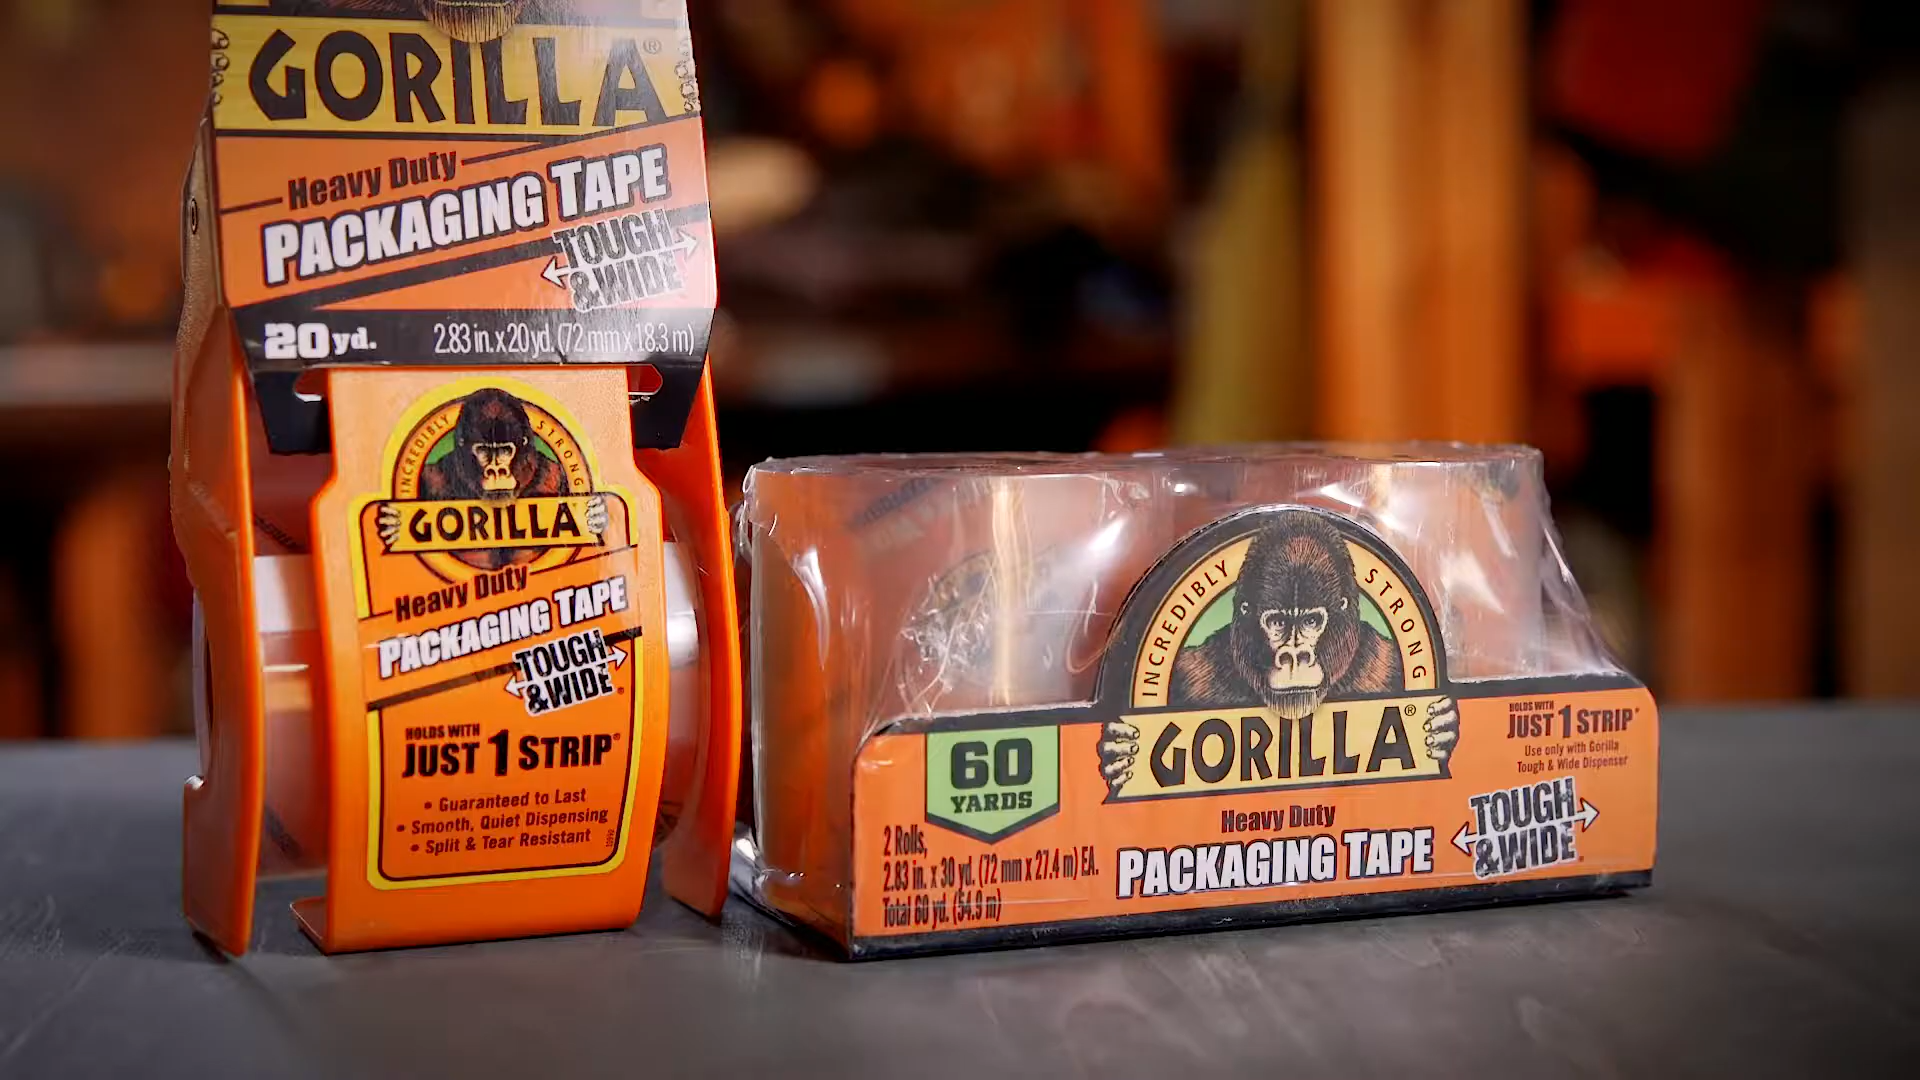 GORILLA®
Heavy Duty
PACKAGING TAPE
TOUGH
&WIDE
20 yd.
2.83 in. x 20 yd. (72 mm x 18.3 m)
INCREDIBLY STRONG
GORILLA
Heavy Duty
PACKAGING TAPE
TOUGH
&WIDE®
HOLDS WITH
JUST 1 STRIP®
• Guaranteed to Last
• Smooth, Quiet Dispensing
• Split & Tear Resistant
INCREDIBLY STRONG
GORILLA®
60
YARDS
2 Rolls,
2.83 in. x 30 yd. (72 mm x 27.4 m) EA.
Total 60 yd. (54.9 m)
Heavy Duty
PACKAGING TAPE
HOLDS WITH
JUST 1 STRIP®
Use only with Gorilla
Tough & Wide Dispenser
TOUGH
&WIDE®